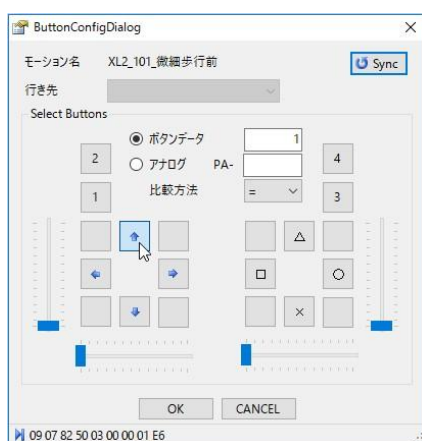 ButtonConfigDialog
モーション名 XL2_101_微細歩行前
Sync
行き先
Select Buttons
ボタンデータ 1
アナログ PA-
比較方法 =
2
1
4
3
△
□ ○
×
OK CANCEL
09 07 82 50 03 00 00 01 E6